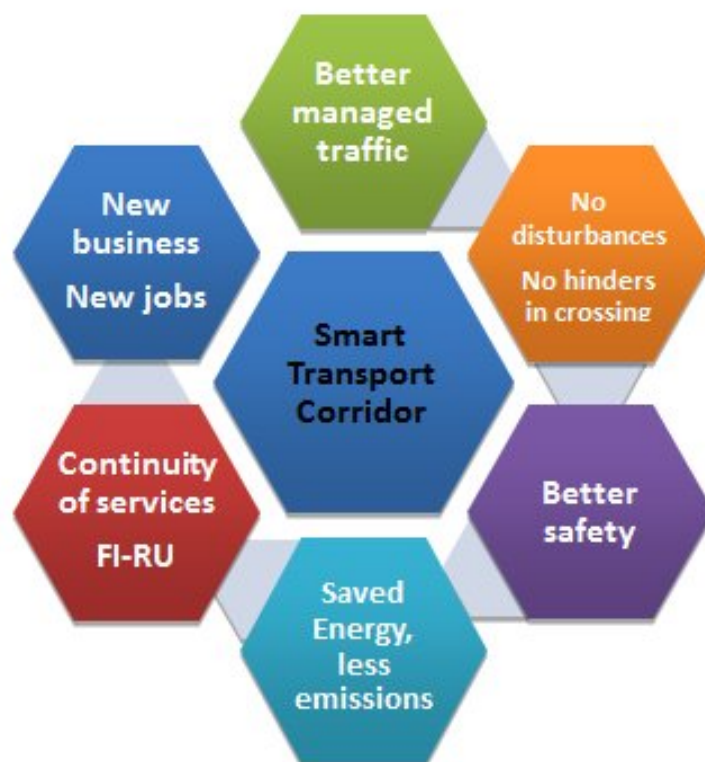 Better
managed
traffic
No
disturbances
No hinders
in crossing
Better
safety
Saved
Energy,
less
emissions
Continuity
of services
FI-RU
New
business
New jobs
Smart
Transport
Corridor